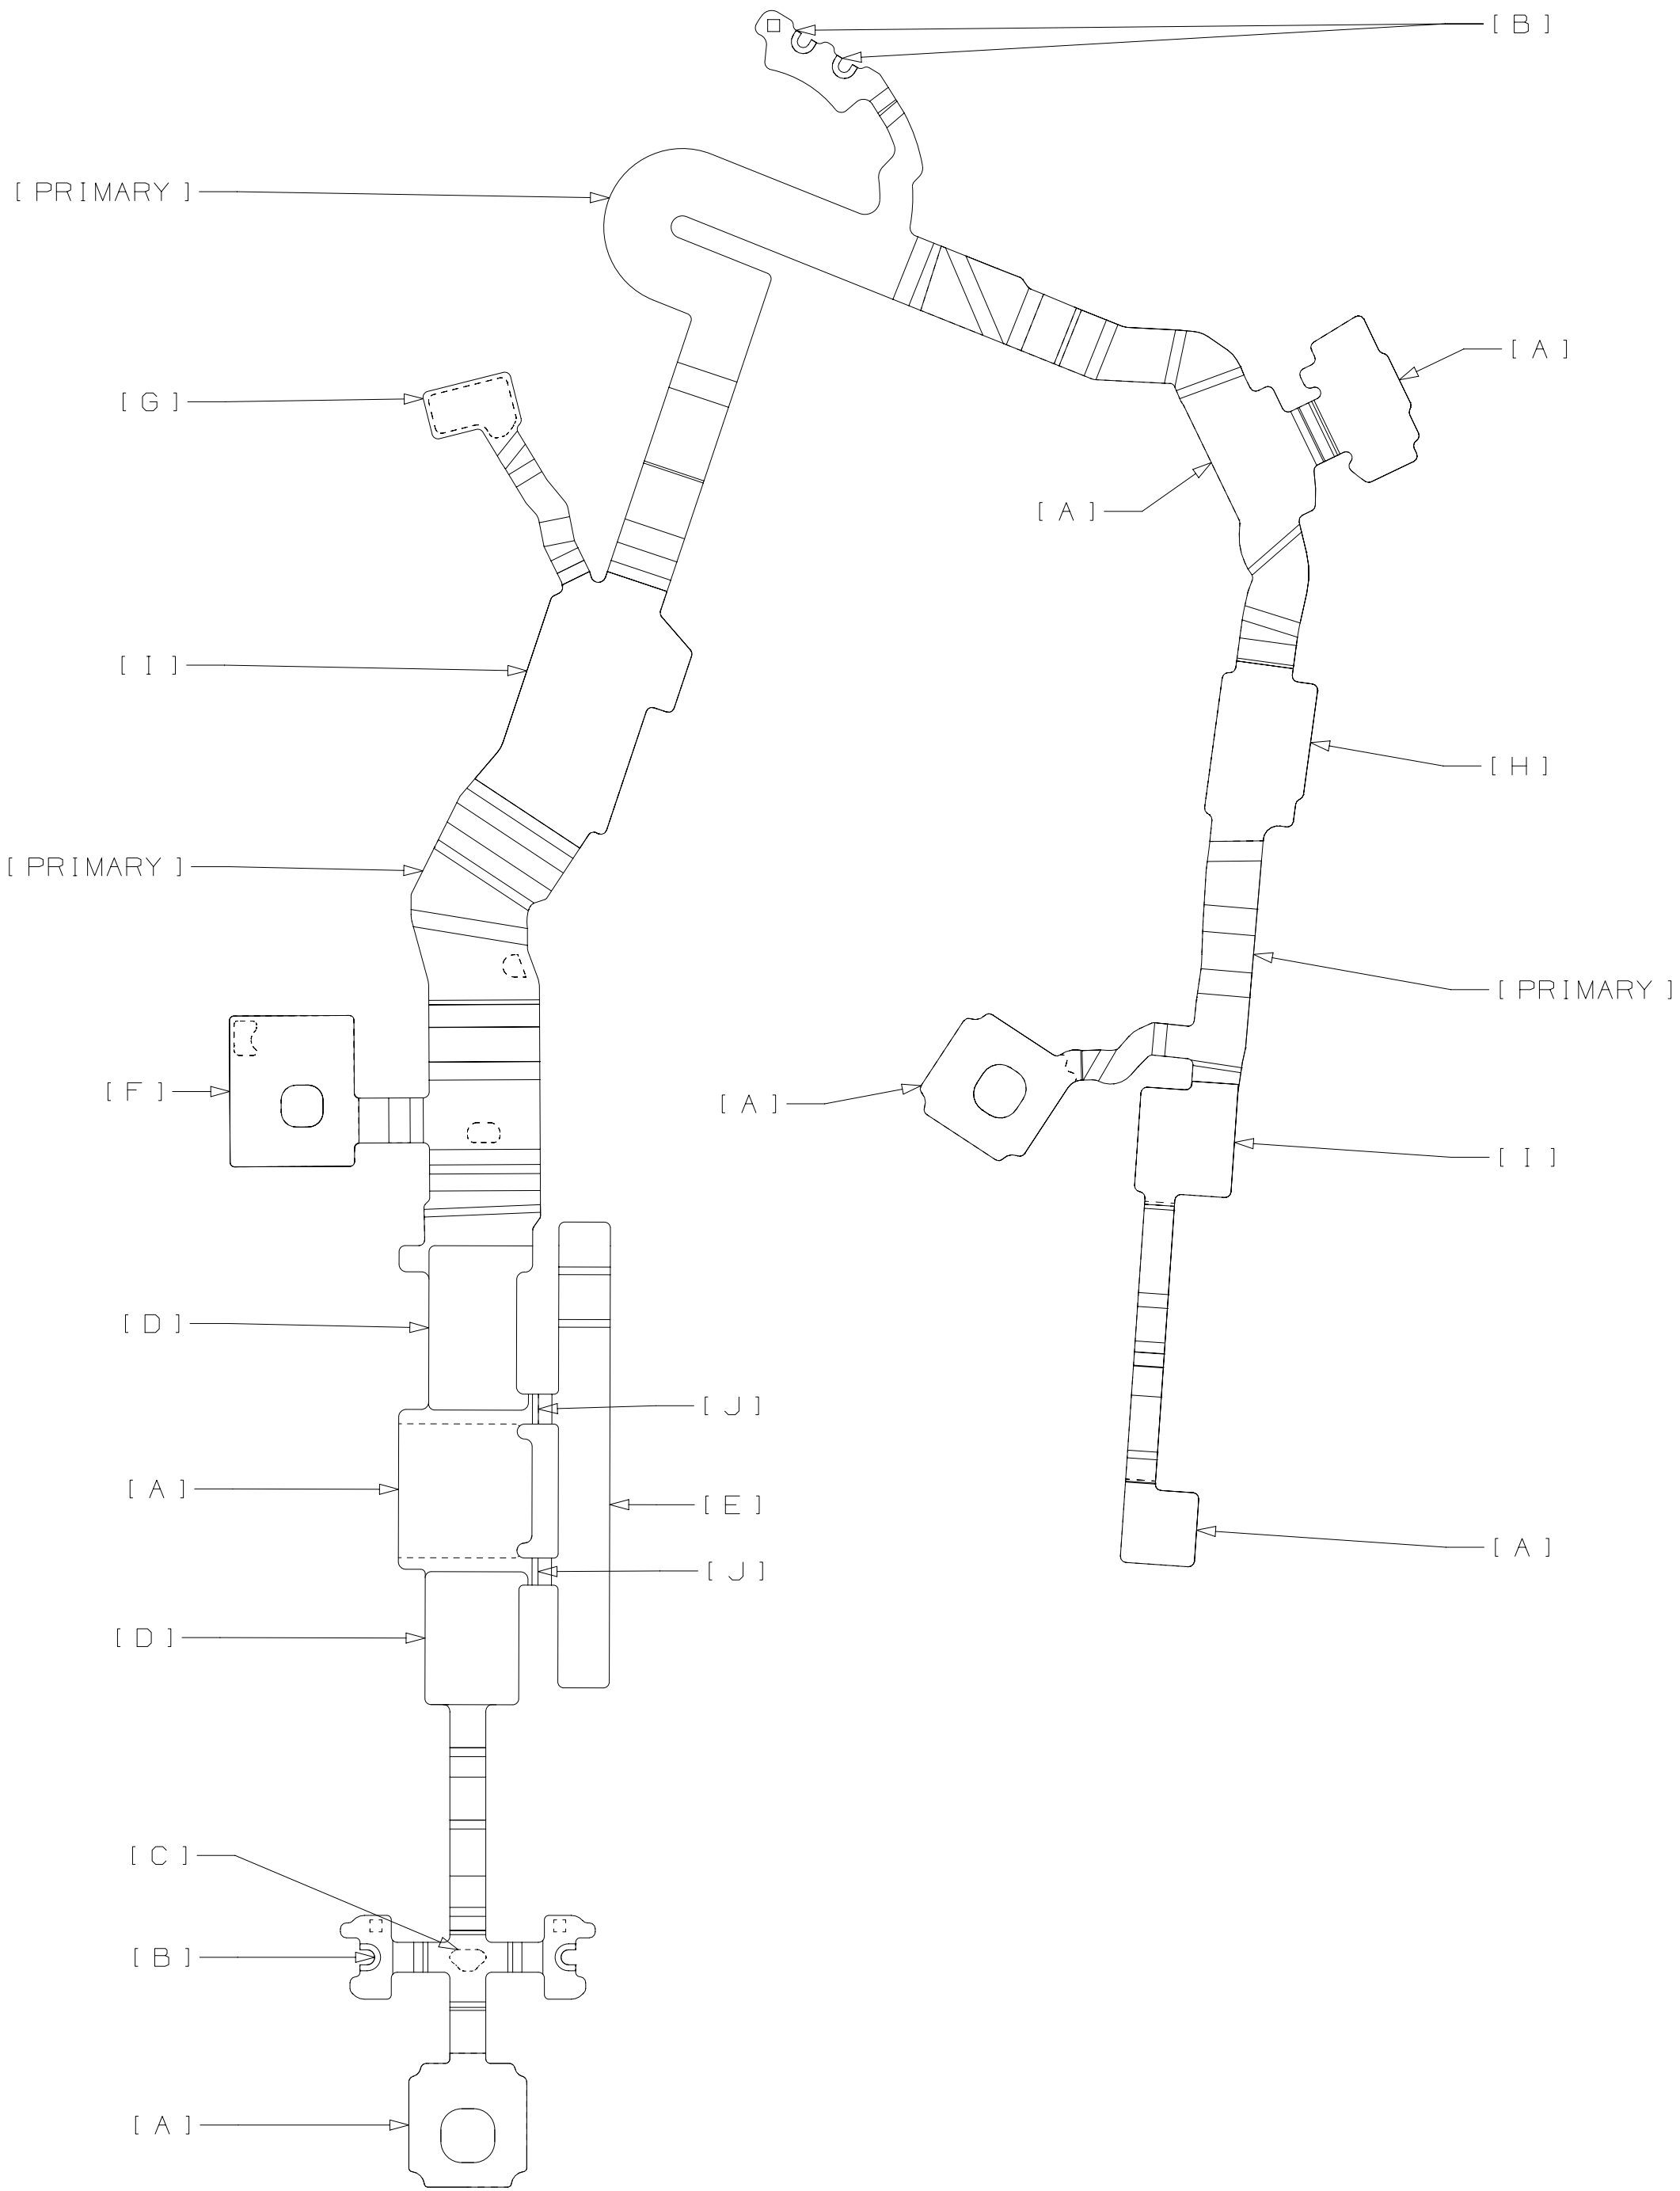 [ B ]
[ PRIMARY ]
[ A ]
[ G ]
[ A ]
[ I ]
[ H ]
[ PRIMARY ]
[ PRIMARY ]
[ F ]
[ A ]
[ I ]
[ D ]
[ J ]
[ A ]
[ E ]
[ A ]
[ J ]
[ D ]
[ C ]
[ B ]
[ A ]